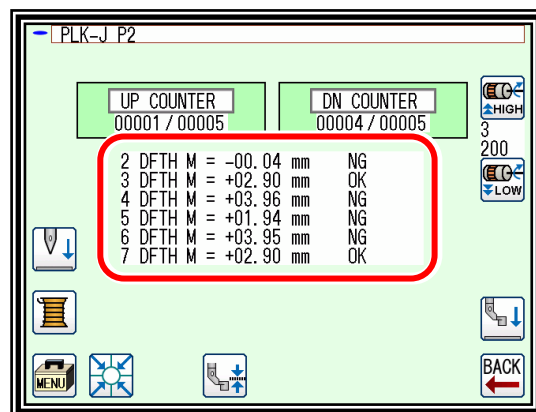 PLK-J P2
UP COUNTER
00001/00005
DN COUNTER
00004/00005
HIGH
3
200
LOW
2 DFTH M = -00.04 mm NG
3 DFTH M = +02.90 mm OK
4 DFTH M = +03.96 mm NG
5 DFTH M = +01.94 mm NG
6 DFTH M = +03.95 mm NG
7 DFTH M = +02.90 mm OK
MENU
BACK